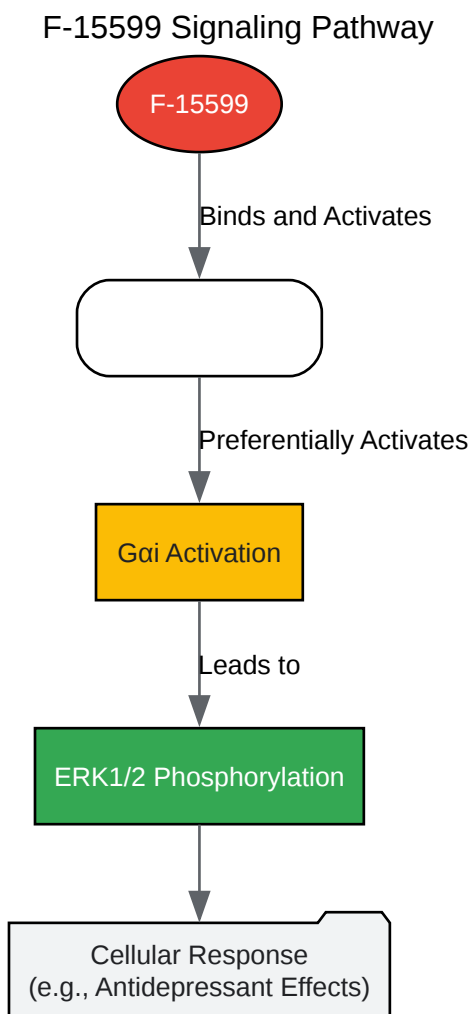 F-15599 Signaling Pathway
F-15599
Binds and Activates
Preferentially Activates
Gαi Activation
Leads to
ERK1/2 Phosphorylation
Cellular Response
(e.g., Antidepressant Effects)